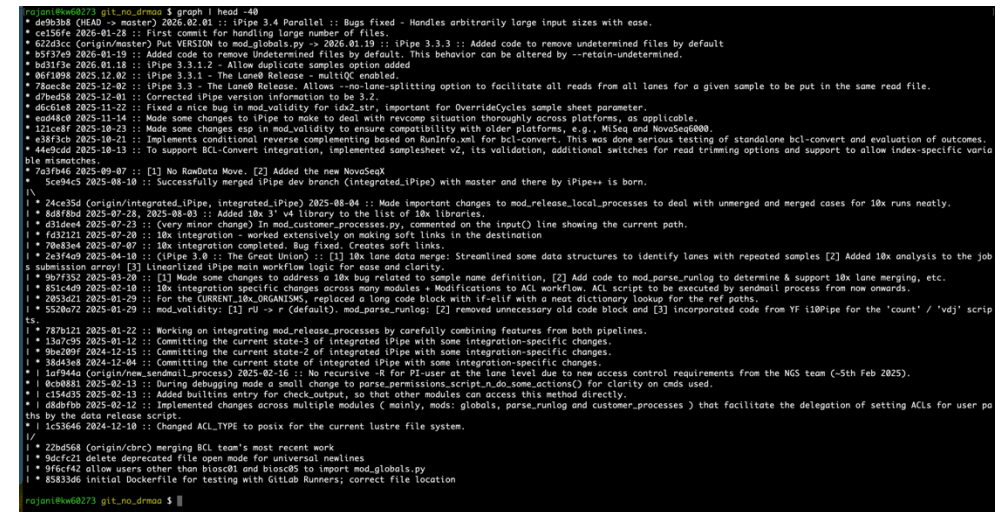 rajani@kw60273 git_no_drmaa $ graph | head -40
* de9b3b8 (HEAD -> master) 2026.02.01 :: iPipe 3.4 Parallel :: Bugs fixed - Handles arbitrarily large input sizes with ease.
* ce156fe 2026-01-28 :: First commit for handling large number of files.
* 622d3cc (origin/master) Put VERSION to mod_globals.py -> 2026.01.19 :: iPipe 3.3.3 :: Added code to remove undetermined files by default
* b5f37e9 2026-01-19 :: Added code to remove Undetermined files by default. This behavior can be altered by --retain-undetermined.
* bd31f3e 2026.01.18 :: iPipe 3.3.1.2 - Allow duplicate samples option added
* 06f1098 2025.12.02 :: iPipe 3.3.1 - The Lane0 Release - multiQC enabled.
* 78aec8e 2025-12-02 :: iPipe 3.3 - The Lane0 Release. Allows --no-lane-splitting option to facilitate all reads from all lanes for a given sample to be put in the same read file.
* d7bed58 2025-12-01 :: Corrected iPipe version information to be 3.2.
* d6c61e8 2025-11-22 :: Fixed a nice bug in mod_validity for idx2_str, important for OverrideCycles sample sheet parameter.
* ead48c0 2025-11-14 :: Made some changes to iPipe to make to deal with revcomp situation thoroughly across platforms, as applicable.
* 121ce8f 2025-10-23 :: Made some changes esp in mod_validity to ensure compatibility with older platforms, e.g., MiSeq and NovaSeq6000.
* e38f3cb 2025-10-21 :: Implements conditional reverse complementing based on RunInfo.xml for bcl-convert. This was done serious testing of standalone bcl-convert and evaluation of outcomes.
* 44e9cdd 2025-10-13 :: To support BCL-Convert integration, implemented samplesheet v2, its validation, additional switches for read trimming options and support to allow index-specific varia
ble mismatches.
* 7a3fb46 2025-09-07 :: [1] No RawData Move. [2] Added the new NovaSeqX
*   5ce94c5 2025-08-10 :: Successfully merged iPipe dev branch (integrated_iPipe) with master and there by iPipe++ is born.
|\
| * 24ce35d (origin/integrated_iPipe, integrated_iPipe) 2025-08-04 :: Made important changes to mod_release_local_processes to deal with unmerged and merged cases for 10x runs neatly.
| * 8d8f8bd 2025-07-28, 2025-08-03 :: Added 10x 3' v4 library to the list of 10x libraries.
| * d31dee4 2025-07-23 :: (very minor change) In mod_customer_processes.py, commented on the input() line showing the current path.
| * fd32121 2025-07-20 :: 10x integration - worked extensively on making soft links in the destination
| * 70e83e4 2025-07-07 :: 10x integration completed. Bug fixed. Creates soft links.
| * 2e3f4a9 2025-04-10 :: (iPipe 3.0 :: The Great Union) :: [1] 10x lane data merge: Streamlined some data structures to identify lanes with repeated samples [2] Added 10x analysis to the job
s submission array! [3] Linearlized iPipe main workflow logic for ease and clarity.
| * 9b7f352 2025-03-20 :: [1] Made some changes to address a 10x bug related to sample name definition, [2] Add code to mod_parse_runlog to determine & support 10x lane merging, etc.
| * 851c4d9 2025-02-10 :: 10x integration specific changes across many modules + Modifications to ACL workflow. ACL script to be executed by sendmail process from now onwards.
| * 2053d21 2025-01-29 :: For the CURRENT_10x_ORGANISMS, replaced a long code block with if-elif with a neat dictionary lookup for the ref paths.
| * 5520a72 2025-01-29 :: mod_validity: [1] rU -> r (default). mod_parse_runlog: [2] removed unnecessary old code block and [3] incorporated code from YF i10Pipe for the 'count' / 'vdj' scrip
ts.
| * 787b121 2025-01-22 :: Working on integrating mod_release_processes by carefully combining features from both pipelines.
| * 13a7c95 2025-01-12 :: Committing the current state-3 of integrated iPipe with some integration-specific changes.
| * 9be209f 2024-12-15 :: Committing the current state-2 of integrated iPipe with some integration-specific changes.
| * 38d43e8 2024-12-04 :: Committing the current state of integrated iPipe with some integration-specific changes.
* | 1af944a (origin/new_sendmail_process) 2025-02-16 :: No recursive -R for PI-user at the lane level due to new access control requirements from the NGS team (~5th Feb 2025).
* | 0cb0881 2025-02-13 :: During debugging made a small change to parse_permissions_script_n_do_some_actions() for clarity on cmds used.
* | c154d35 2025-02-13 :: Added builtins entry for check_output, so that other modules can access this method directly.
* | d8dbfbb 2025-02-12 :: Implemented changes across multiple modules ( mainly, mods: globals, parse_runlog and customer_processes ) that facilitate the delegation of setting ACLs for user pa
ths by the data release script.
* | 1c53646 2024-12-10 :: Changed ACL_TYPE to posix for the current lustre file system.
|/
| * 22bd568 (origin/cbrc) merging BCL team's most recent work
| * 9dcfc21 delete deprecated file open mode for universal newlines
| * 9f6cf42 allow users other than biosc01 and biosc05 to import mod_globals.py
| * 85833d6 initial Dockerfile for testing with GitLab Runners; correct file location
rajani@kw60273 git_no_drmaa $